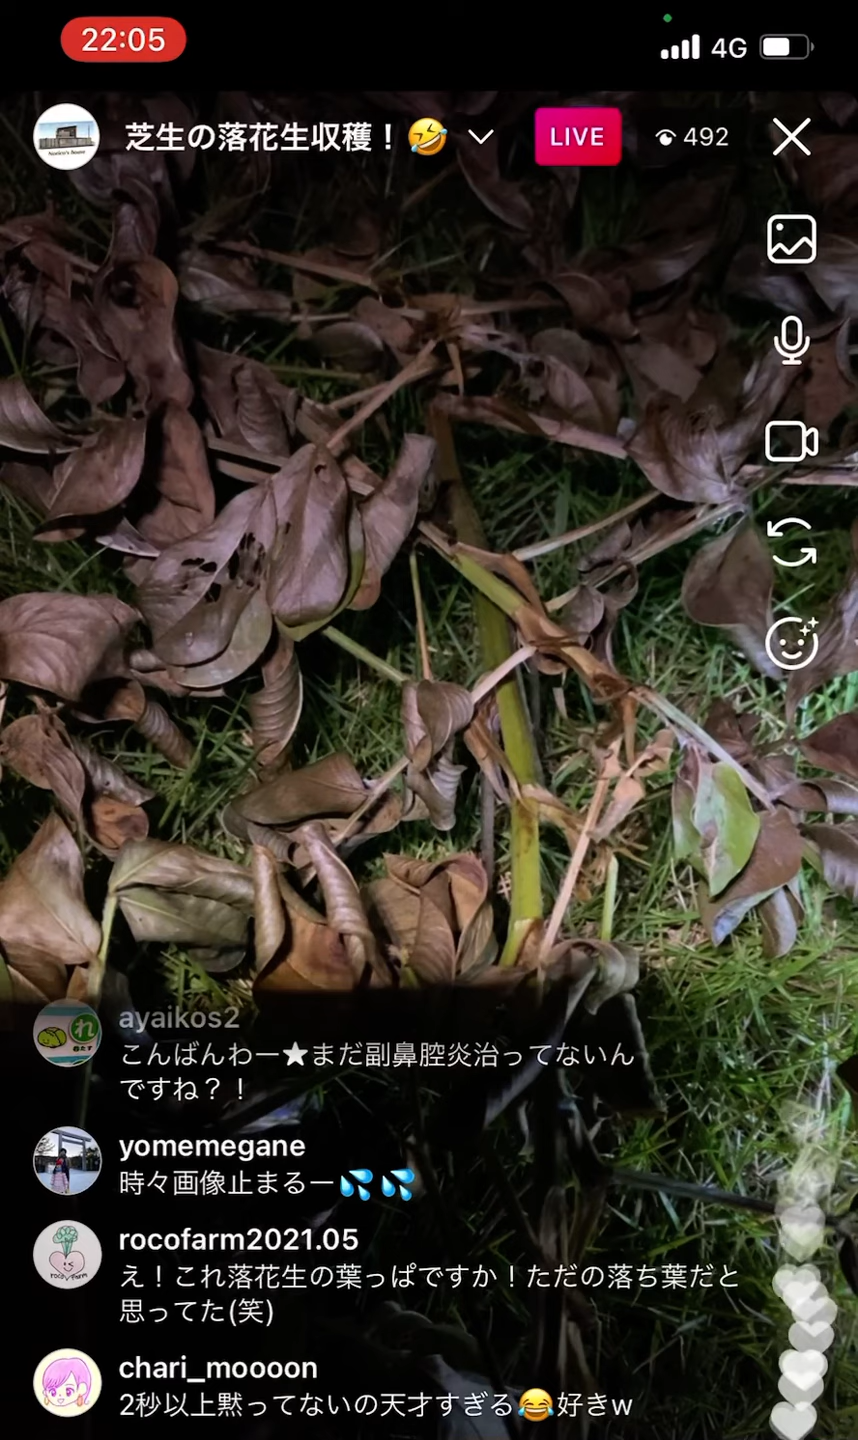 22:05
4G
芝生の落花生収穫！🤣
LIVE
492
ayaikos2
こんばんわー★まだ副鼻腔炎治ってないん
ですね？！
yomemegane
時々画像止まるー💦💦
rocofarm2021.05
え！これ落花生の葉っぱですか！ただの落ち葉だと
思ってた(笑)
chari_moooon
2秒以上黙ってないの天才すぎる😂好きw